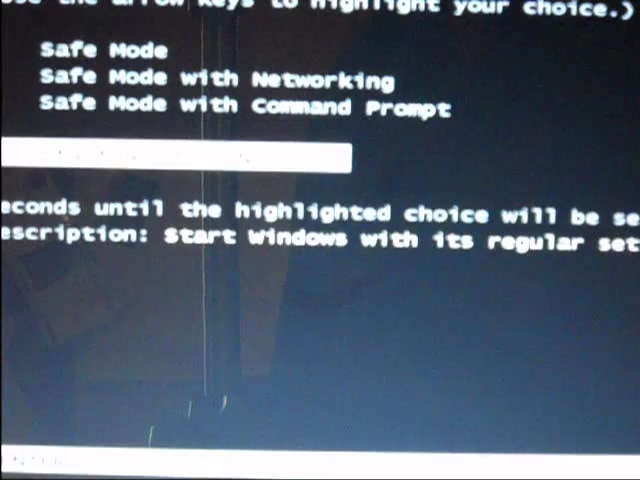 the arrow keys to highlight your choice.)
Safe Mode
Safe Mode with Networking
Safe Mode with Command Prompt
econds until the highlighted choice will be se
escription: Start Windows with its regular set